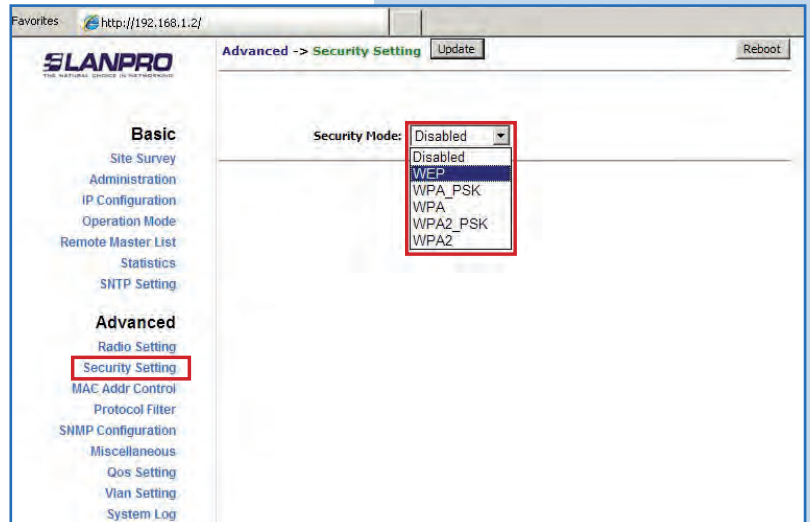 Favorites http://192.168.1.2/
LANPRO
THE NATURAL CHOICE IN NETWORKING
Advanced -> Security Setting Update Reboot
Security Mode: Disabled
Disabled
WEP
WPA_PSK
WPA
WPA2_PSK
WPA2
Basic
Site Survey
Administration
IP Configuration
Operation Mode
Remote Master List
Statistics
SNTP Setting
Advanced
Radio Setting
Security Setting
MAC Addr Control
Protocol Filter
SNMP Configuration
Miscellaneous
Qos Setting
Vlan Setting
System Log